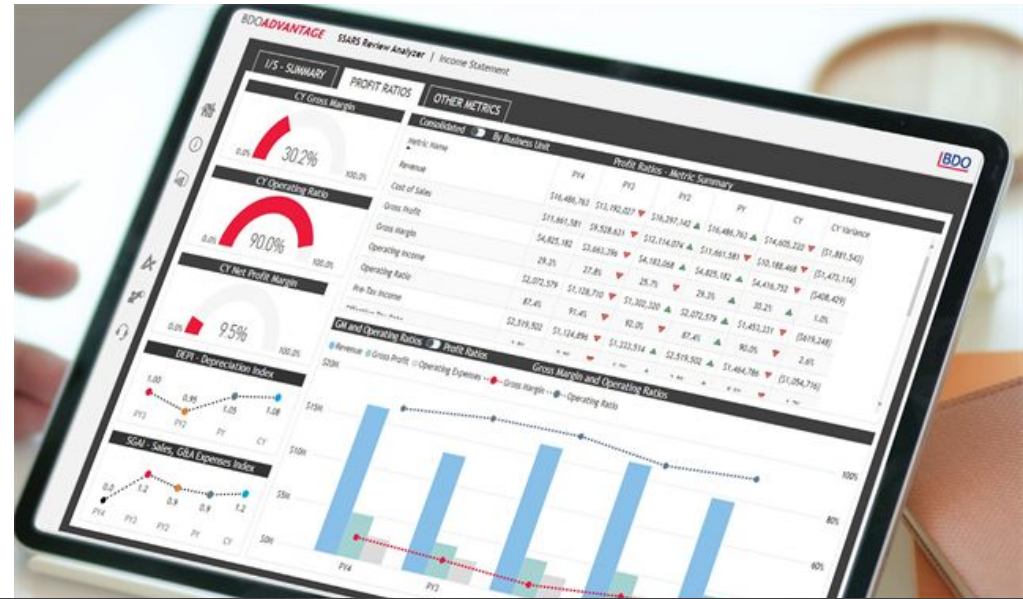 BDOADVANTAGE SSARS Review Analyzer | Income Statement
BDO
I/S - SUMMARY PROFIT RATIOS OTHER METRICS
CY Gross Margin
30.2%
0.0% 100.0%
CY Operating Ratio
90.0%
0.0% 100.0%
CY Net Profit Margin
9.5%
0.0% 100.0%
DEPI - Depreciation Index
1.00 0.95 1.05 1.08
PY3 PY2 PY CY
SGAI - Sales, G&A Expenses Index
0.0 1.2 0.9 0.9 1.2
PY4 PY3 PY2 PY CY
Consolidated By Business Unit
Profit Ratios - Metric Summary
Metric Name PY4 PY3 PY2 PY CY CY Variance
Revenue $16,486,763 $13,192,027 $16,297,142 $16,486,763 $14,605,220 ($1,881,543)
Cost of Sales $11,661,581 $9,528,631 $12,114,074 $11,661,581 $10,188,468 ($1,473,114)
Gross Profit $4,825,182 $3,663,396 $4,183,068 $4,825,182 $4,416,752 ($408,429)
Gross Margin 29.3% 27.8% 25.7% 29.3% 30.2% 1.0%
Operating Income $2,072,579 $1,128,710 $1,302,320 $2,072,579 $1,453,331 ($619,248)
Operating Ratio 87.4% 91.4% 92.0% 87.4% 90.0% 2.6%
Pre-Tax Income $2,519,502 $1,124,896 $1,233,514 $2,519,502 $1,464,786 ($1,054,716)
GM and Operating Ratios Profit Ratios
Gross Margin and Operating Ratios
Revenue Gross Profit Operating Expenses Gross Margin Operating Ratio
$20M
$15M
$10M
$5M
$0M
100%
80%
60%
PY4 PY3